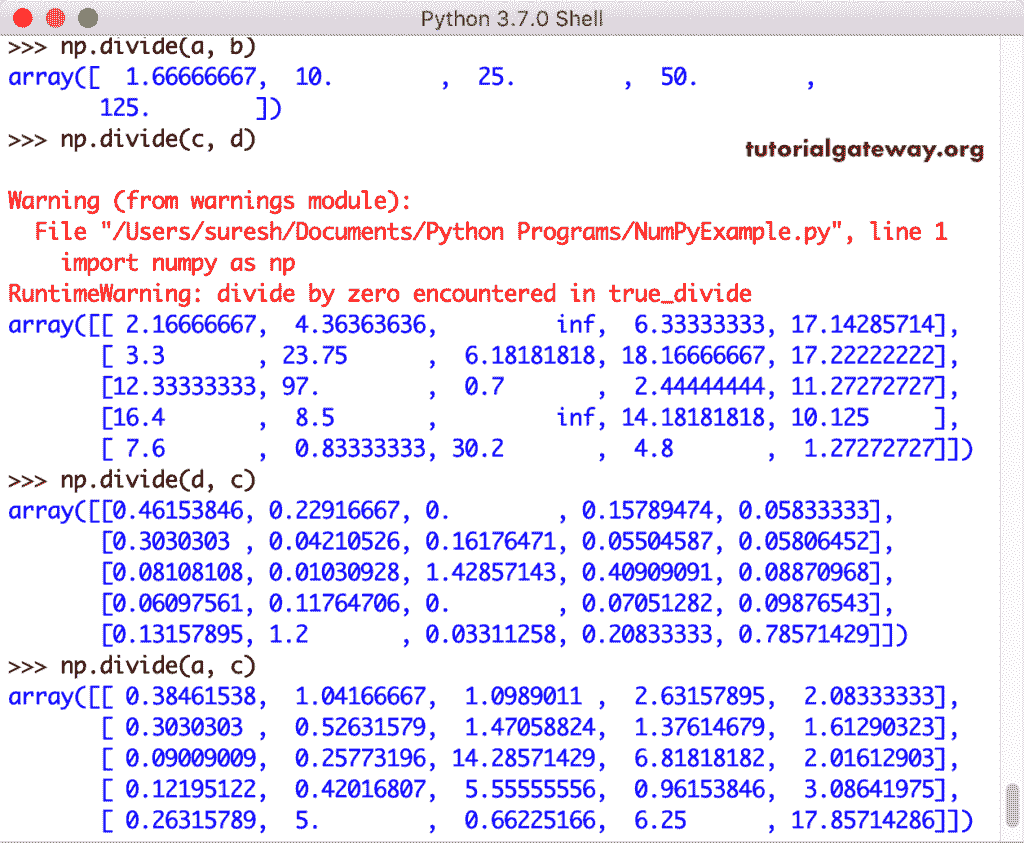 Python 3.7.0 Shell
>>> np.divide(a, b)
array([  1.66666667,  10.        ,  25.        ,  50.        ,
       125.        ])
>>> np.divide(c, d)
tutorialgateway.org
Warning (from warnings module):
  File "/Users/suresh/Documents/Python Programs/NumPyExample.py", line 1
    import numpy as np
RuntimeWarning: divide by zero encountered in true_divide
array([[ 2.16666667,  4.36363636,         inf,  6.33333333, 17.14285714],
       [ 3.3       , 23.75      ,  6.18181818, 18.16666667, 17.22222222],
       [12.33333333, 97.        ,  0.7       ,  2.44444444, 11.27272727],
       [16.4       ,  8.5       ,         inf, 14.18181818, 10.125     ],
       [ 7.6       ,  0.83333333, 30.2       ,  4.8       ,  1.27272727]])
>>> np.divide(d, c)
array([[0.46153846, 0.22916667, 0.        , 0.15789474, 0.05833333],
       [0.3030303 , 0.04210526, 0.16176471, 0.05504587, 0.05806452],
       [0.08108108, 0.01030928, 1.42857143, 0.40909091, 0.08870968],
       [0.06097561, 0.11764706, 0.        , 0.07051282, 0.09876543],
       [0.13157895, 1.2       , 0.03311258, 0.20833333, 0.78571429]])
>>> np.divide(a, c)
array([[ 0.38461538,  1.04166667,  1.0989011 ,  2.63157895,  2.08333333],
       [ 0.3030303 ,  0.52631579,  1.47058824,  1.37614679,  1.61290323],
       [ 0.09009009,  0.25773196, 14.28571429,  6.81818182,  2.01612903],
       [ 0.12195122,  0.42016807,  5.55555556,  0.96153846,  3.08641975],
       [ 0.26315789,  5.        ,  0.66225166,  6.25      , 17.85714286]])